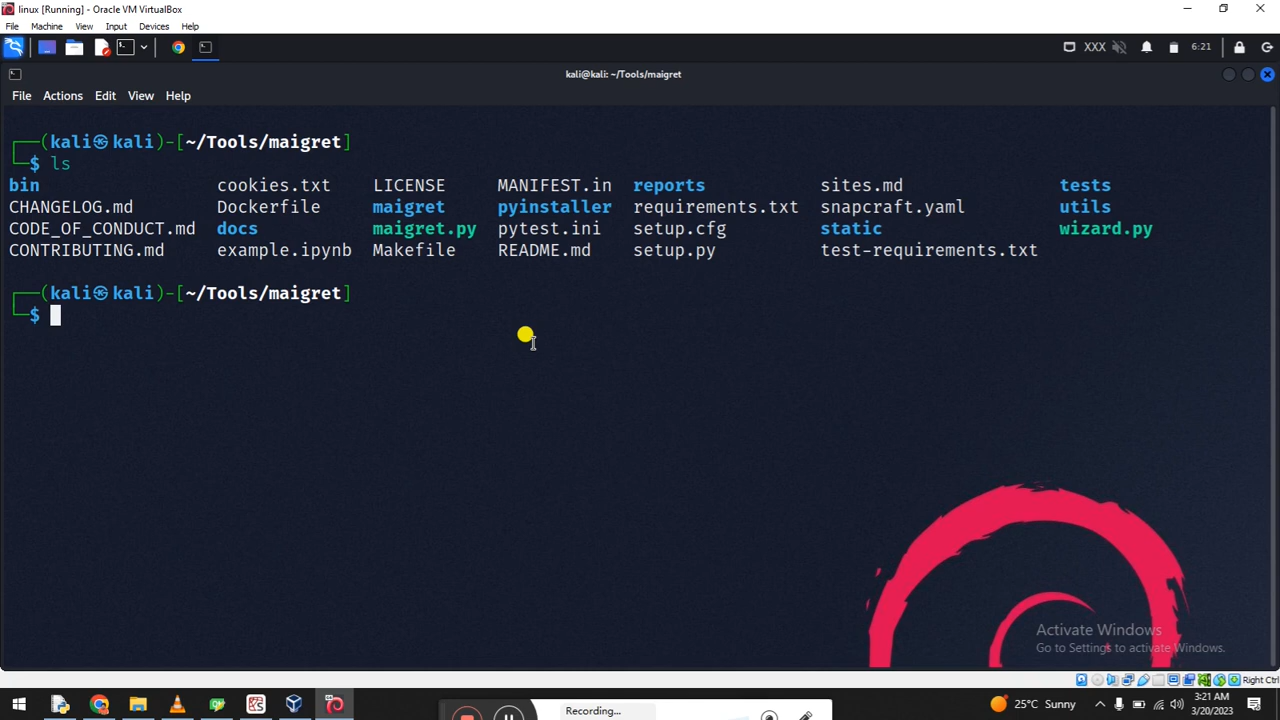 linux [Running] - Oracle VM VirtualBox
File Machine View Input Devices Help
XXX 6:21
kali@kali: ~/Tools/maigret
File Actions Edit View Help
┌──(kali㉿kali)-[~/Tools/maigret]
└─$ ls
bin cookies.txt LICENSE MANIFEST.in reports sites.md tests
CHANGELOG.md Dockerfile maigret pyinstaller requirements.txt snapcraft.yaml utils
CODE_OF_CONDUCT.md docs maigret.py pytest.ini setup.cfg static wizard.py
CONTRIBUTING.md example.ipynb Makefile README.md setup.py test-requirements.txt
┌──(kali㉿kali)-[~/Tools/maigret]
└─$
Activate Windows
Go to Settings to activate Windows.
Right Ctrl
Recording...
25°C Sunny
3:21 AM
3/20/2023